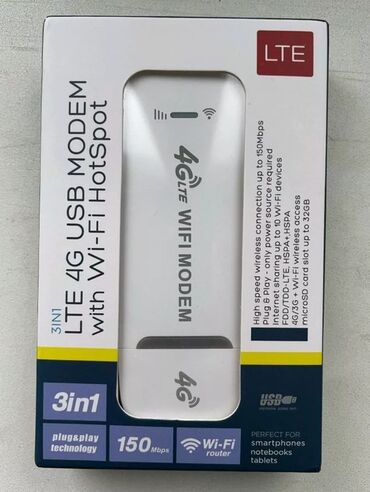 LTE
3IN1
LTE 4G USB MODEM
with Wi-Fi HotSpot
4G LTE WIFI MODEM
4G
High speed wireless connection up to 150Mbps
Plug & Play - only power source required
Internet sharing up to 10 Wi-Fi devices
FDD/TDD-LTE, HSPA+,HSPA
4G/3G + Wi-Fi wireless access
microSD card slot up to 32GB
3in1
plug&play
technology
150 Mbps
Wi-Fi
router
USB
PERFECT FOR
smartphones
notebooks
tablets